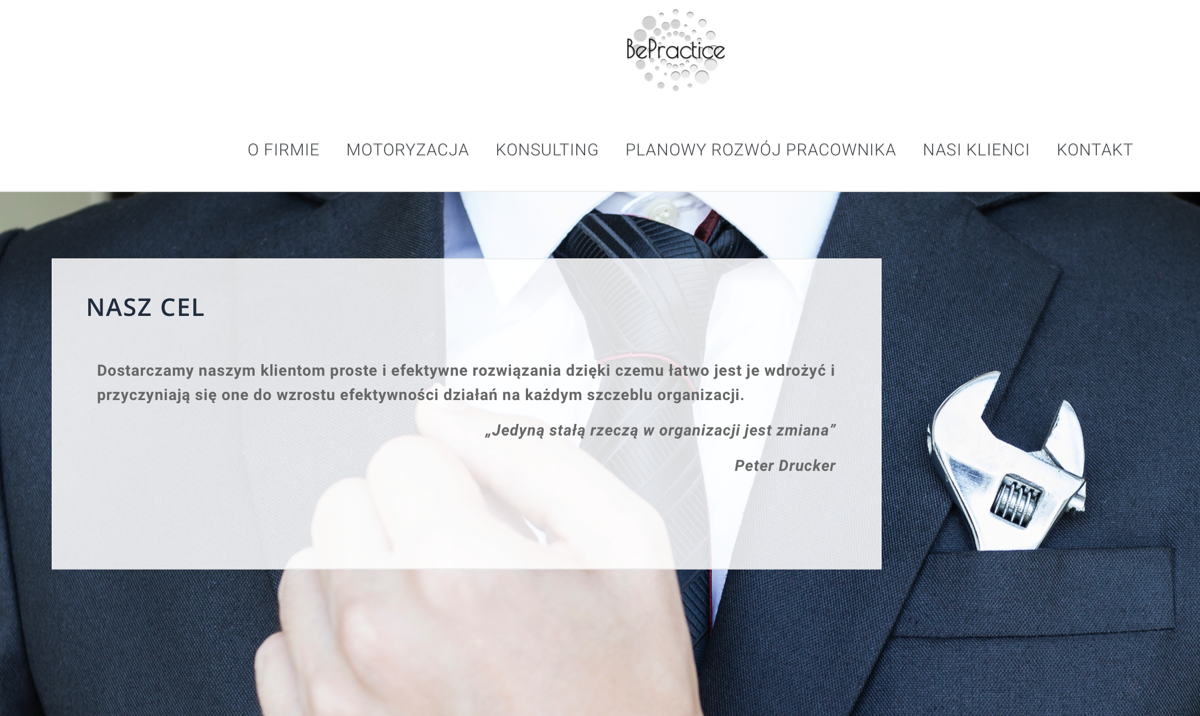 BePractice
O FIRMIE MOTORYZACJA KONSULTING PLANOWY ROZWÓJ PRACOWNIKA NASI KLIENCI KONTAKT
NASZ CEL
Dostarczamy naszym klientom proste i efektywne rozwiązania dzięki czemu łatwo jest je wdrożyć i
przyczyniają się one do wzrostu efektywności działań na każdym szczeblu organizacji.
„Jedyną stałą rzeczą w organizacji jest zmiana”
Peter Drucker